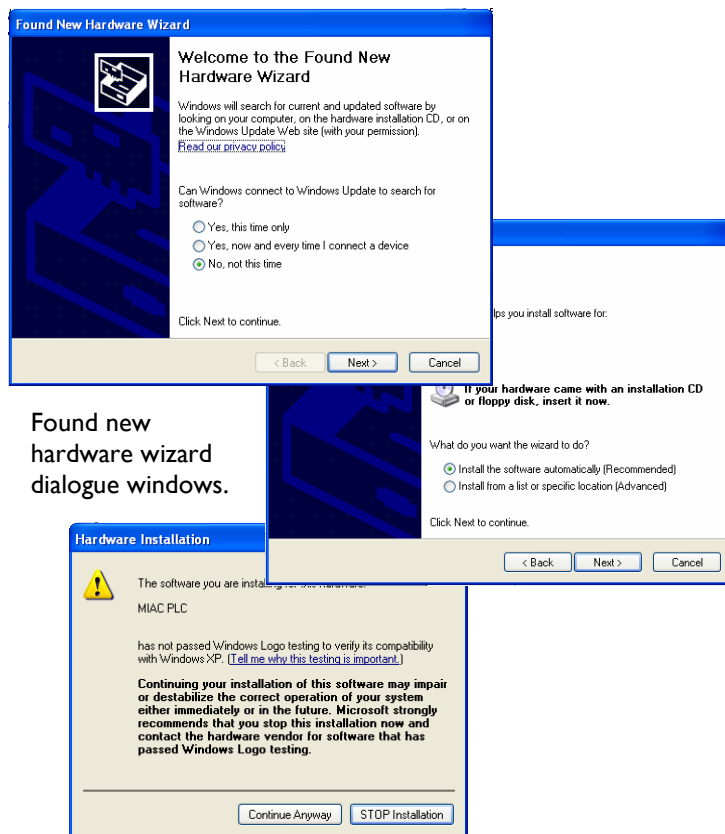 Found New Hardware Wizard
Welcome to the Found New
Hardware Wizard
Windows will search for current and updated software by
looking on your computer, on the hardware installation CD, or on
the Windows Update Web site (with your permission).
Read our privacy policy
Can Windows connect to Windows Update to search for
software?
Yes, this time only
Yes, now and every time I connect a device
No, not this time
Click Next to continue.
< Back
Next >
Cancel
you install software for:
If your hardware came with an installation CD
or floppy disk, insert it now.
What do you want the wizard to do?
Install the software automatically (Recommended)
Install from a list or specific location (Advanced)
Click Next to continue.
< Back
Next >
Cancel
Found new
hardware wizard
dialogue windows.
Hardware Installation
The software you are
MIAC PLC
has not passed Windows Logo testing to verify its compatibility
with Windows XP. (Tell me why this testing is important.)
Continuing your installation of this software may impair
or destabilize the correct operation of your system
either immediately or in the future. Microsoft strongly
recommends that you stop this installation now and
contact the hardware vendor for software that has
passed Windows Logo testing.
Continue Anyway
STOP Installation